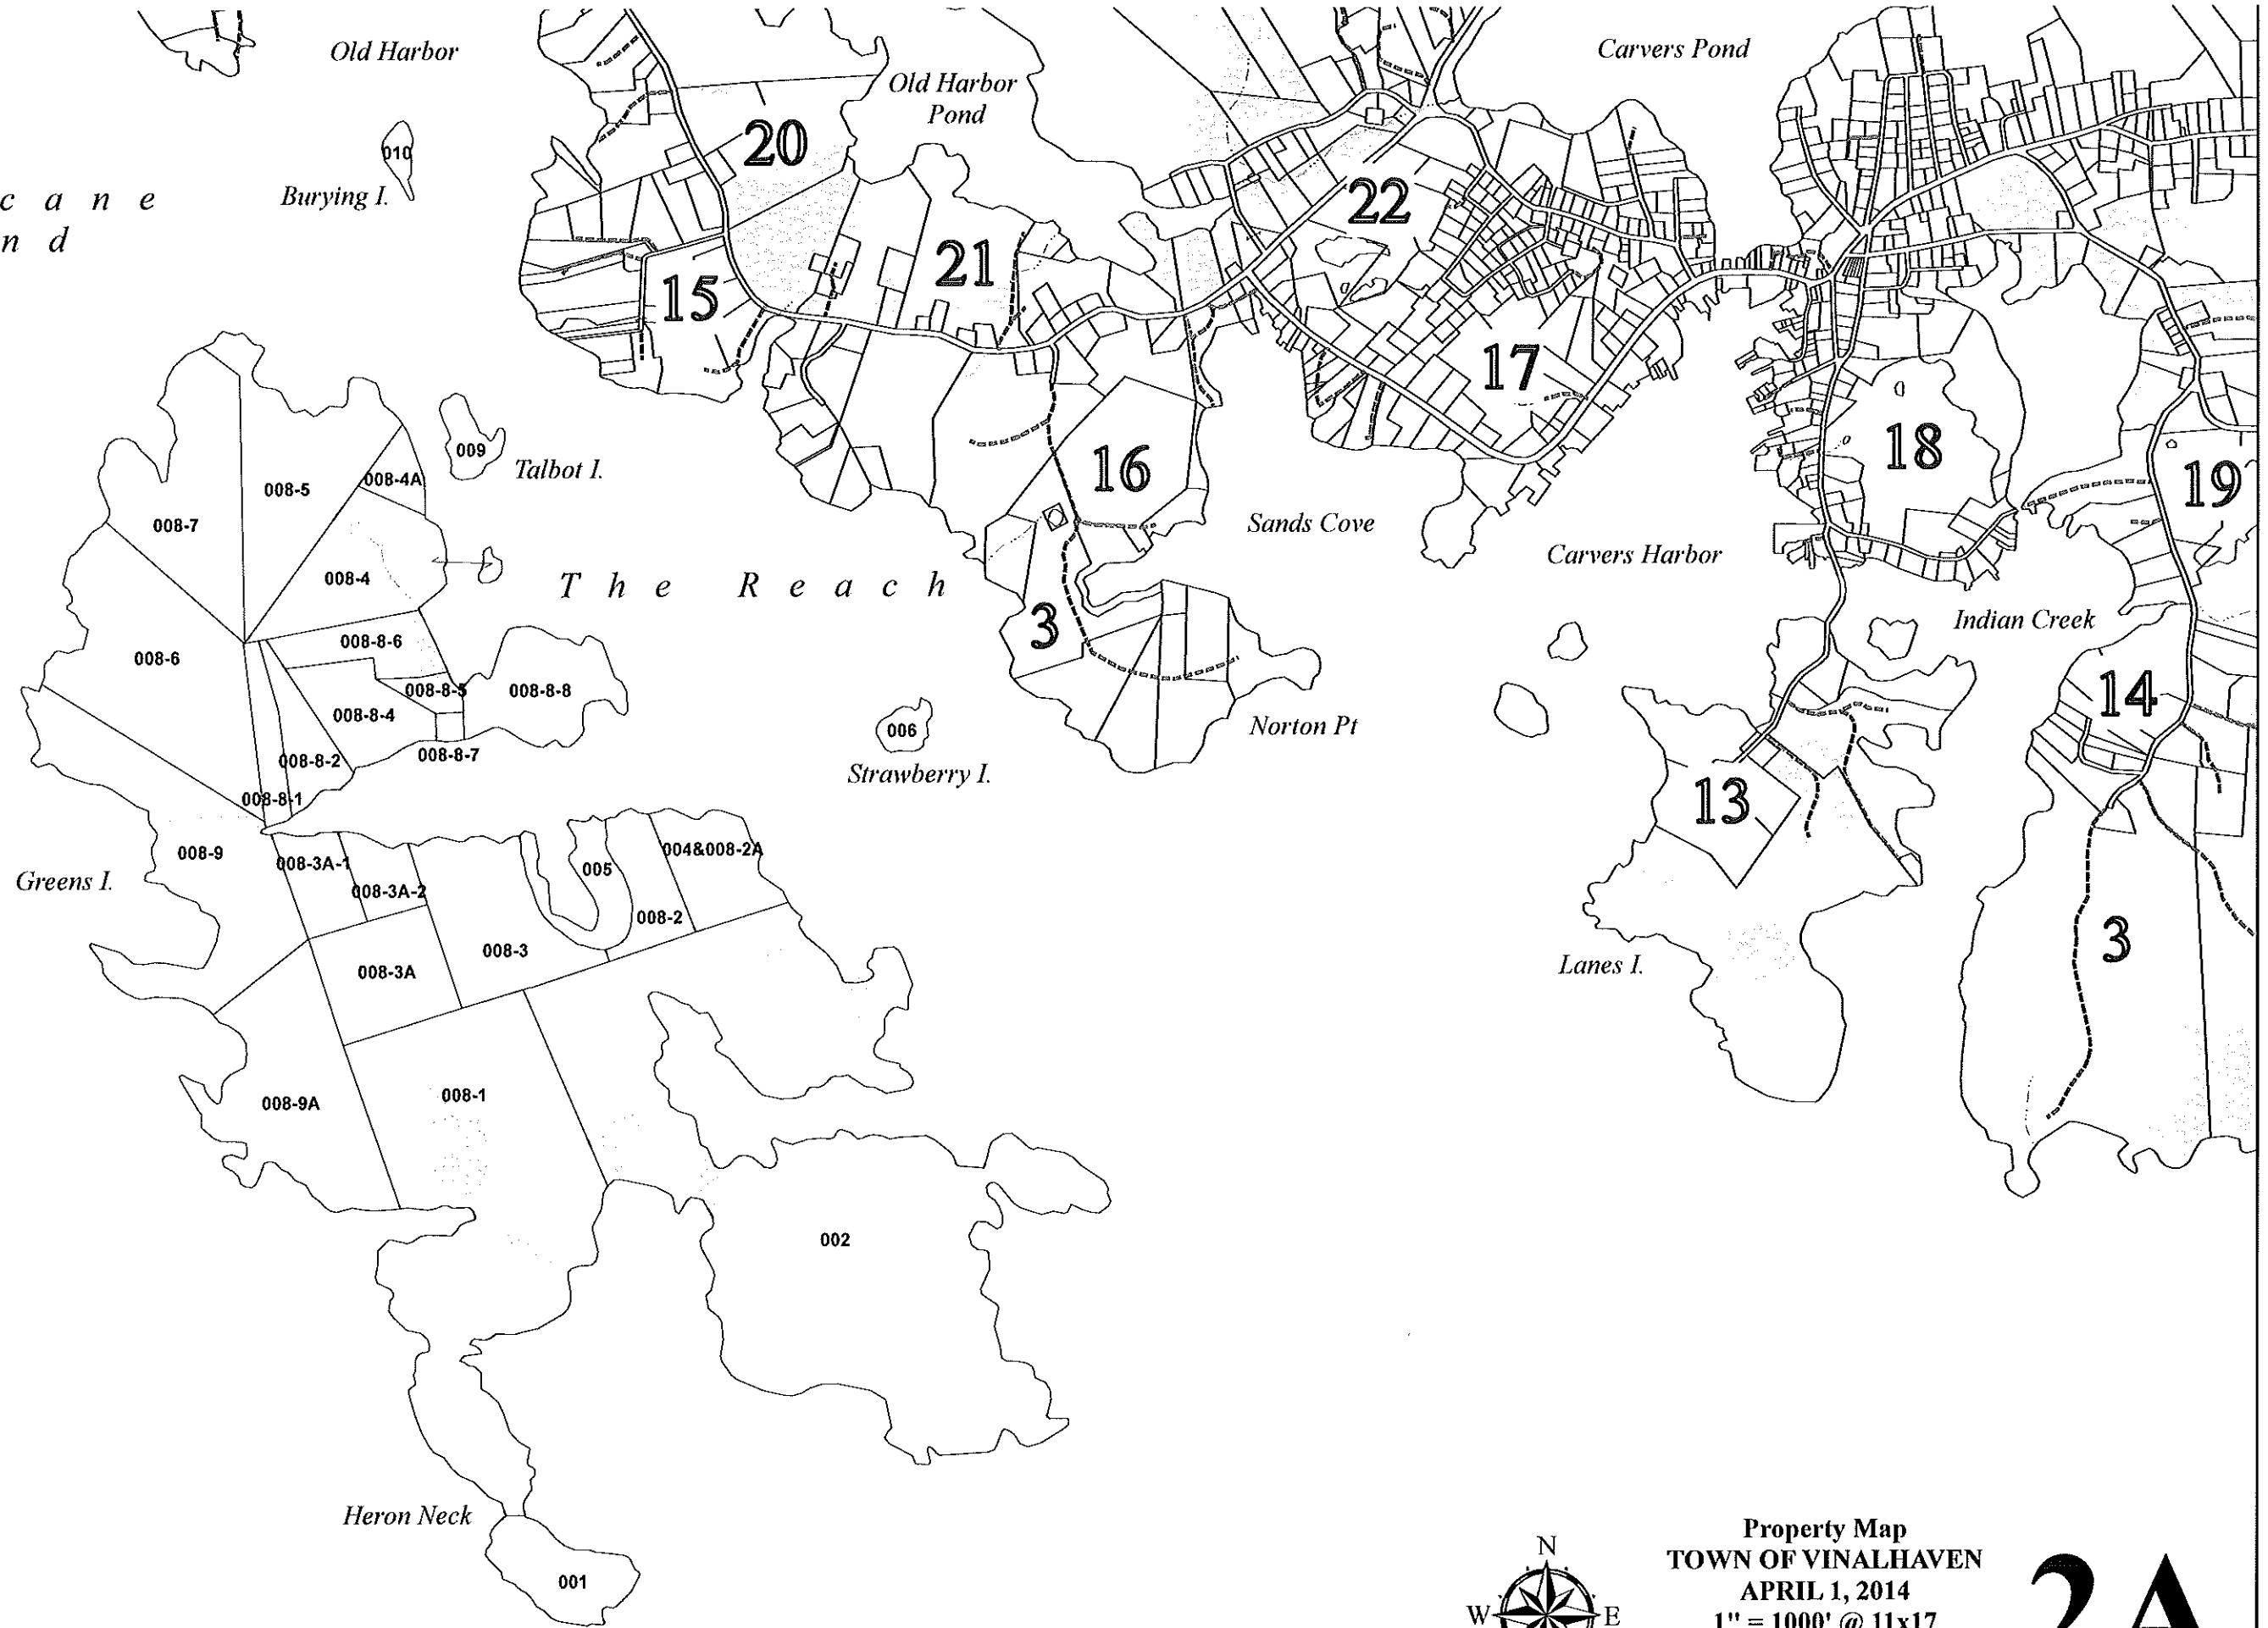 Old Harbor
Carvers Pond
Old Harbor
Pond
20
010
Burying I.
c a n e
n d
22
21
15
17
009
Talbot I.
16
18
19
008-5
008-4A
008-7
Sands Cove
Carvers Harbor
008-4
The Reach
3
Indian Creek
008-8-6
008-6
008-8-5
008-8-8
008-8-4
14
006
Norton Pt
008-8-2
008-8-7
Strawberry I.
008-8-1
13
008-9
008-3A-1
004&008-2A
005
Greens I.
008-3A-2
008-2
008-3
3
008-3A
Lanes I.
008-1
008-9A
002
Heron Neck
001
N
W
E
Property Map
TOWN OF VINALHAVEN
APRIL 1, 2014
1" = 1000' @ 11x17
2A